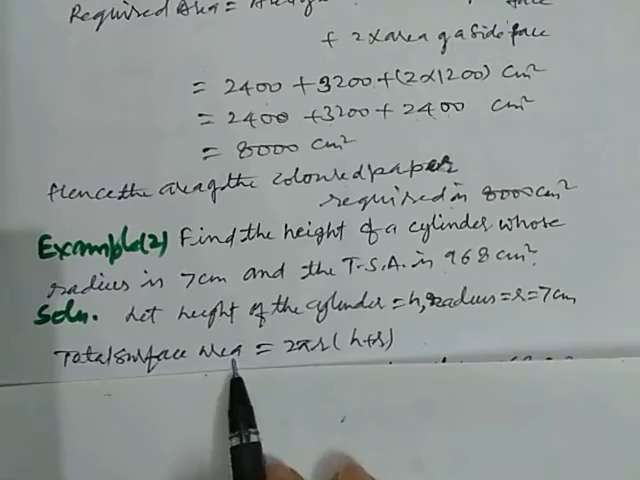 Required Area =
+ 2 x area of a side face
= 2400 + 3200 + (2x1200) cm²
= 2400 + 3200 + 2400 cm²
= 8000 cm²
Hence the area of the coloured paper
required is 8000 cm²
Example(2) Find the height of a cylinder whose
radius is 7cm and the T.S.A. is 968 cm².
Soln. Let height of the cylinder = h, radius = r = 7cm
Total surface area = 2πr(h+r)